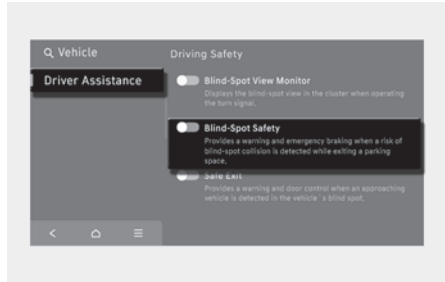 Vehicle
Driving Safety
Driver Assistance
Blind-Spot View Monitor
Displays the blind-spot view in the cluster when operating
the turn signal.
Blind-Spot Safety
Provides a warning and emergency braking when a risk of
blind-spot collision is detected while exiting a parking
space.
Safe Exit
Provides a warning and door control when an approaching
vehicle is detected in the vehicle`s blind spot.